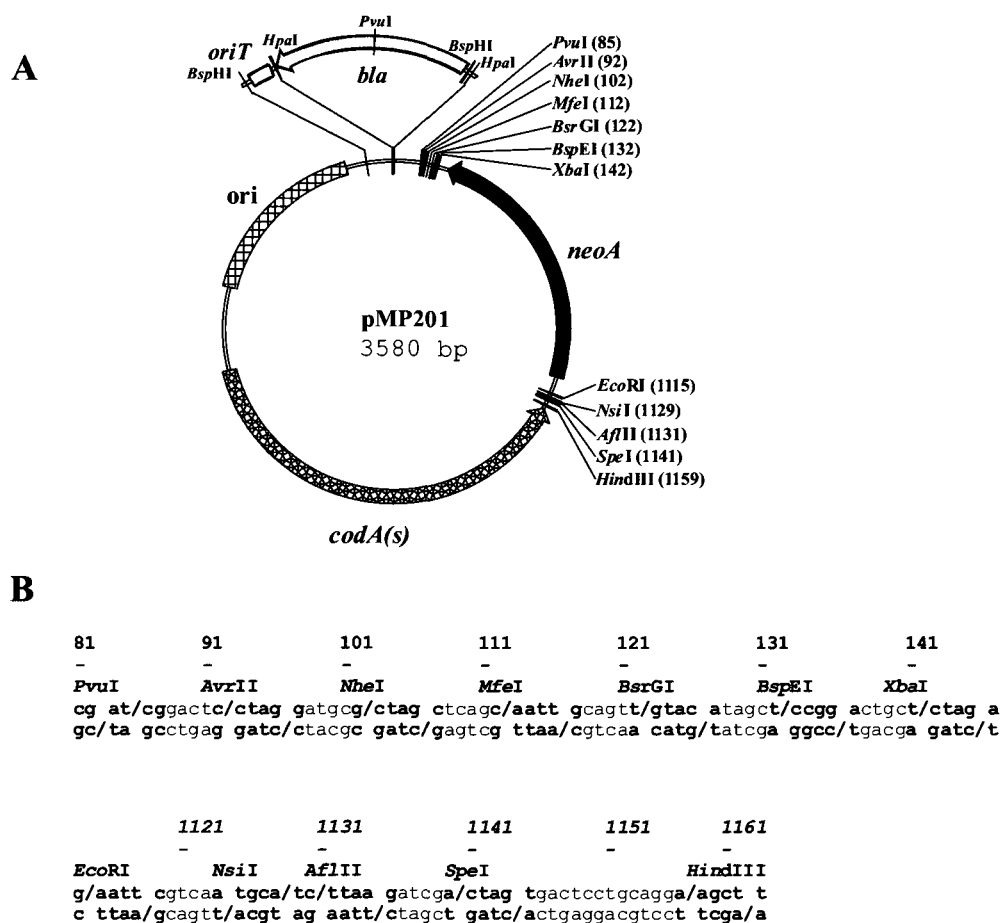 A
oriT
BspHI
HpaI
PvuI
BspHI
HpaI
bla
PvuI (85)
AvrII (92)
NheI (102)
MfeI (112)
BsrGI (122)
BspEI (132)
XbaI (142)
ori
neoA
pMP201
3580 bp
EcoRI (1115)
NsiI (1129)
AflII (1131)
SpeI (1141)
HindIII (1159)
codA(s)
B
81 91 101 111 121 131 141
- - - - - - -
PvuI AvrII NheI MfeI BsrGI BspEI XbaI
cg at/cggactc/ctag gatgcg/ctag ctcagc/aatt gcagtt/gtac atagct/ccgg actgct/ctag a
gc/ta gcctgag gatc/ctacgc gatc/gagtcg ttaa/cgtcaa catg/tatcga ggcc/tgacga gatc/t
1121 1131 1141 1151 1161
- - - - -
EcoRI NsiI AflII SpeI HindIII
g/aatt cgtcaa tgca/tc/ttaa gatcga/ctag tgactcctgcagga/agct t
c ttaa/gcagtt/acgt ag aatt/ctagct gatc/actgaggacgtcct tcga/a